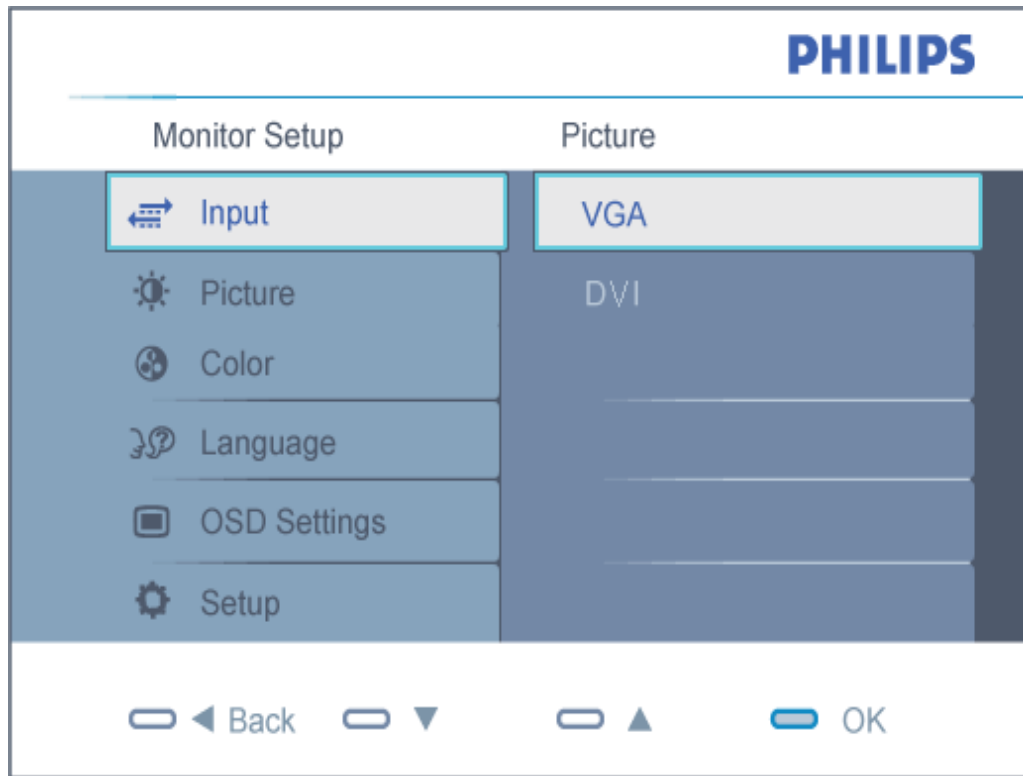 PHILIPS
Monitor Setup Picture
Input VGA
Picture DVI
Color
Language
OSD Settings
Setup
Back OK